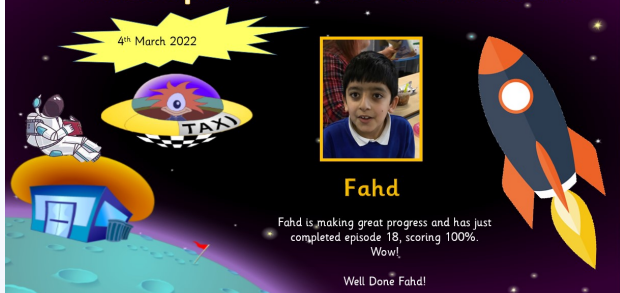 4th March 2022
TAXI
Fahd
Fahd is making great progress and has just
completed episode 18, scoring 100%.
Wow!
Well Done Fahd!